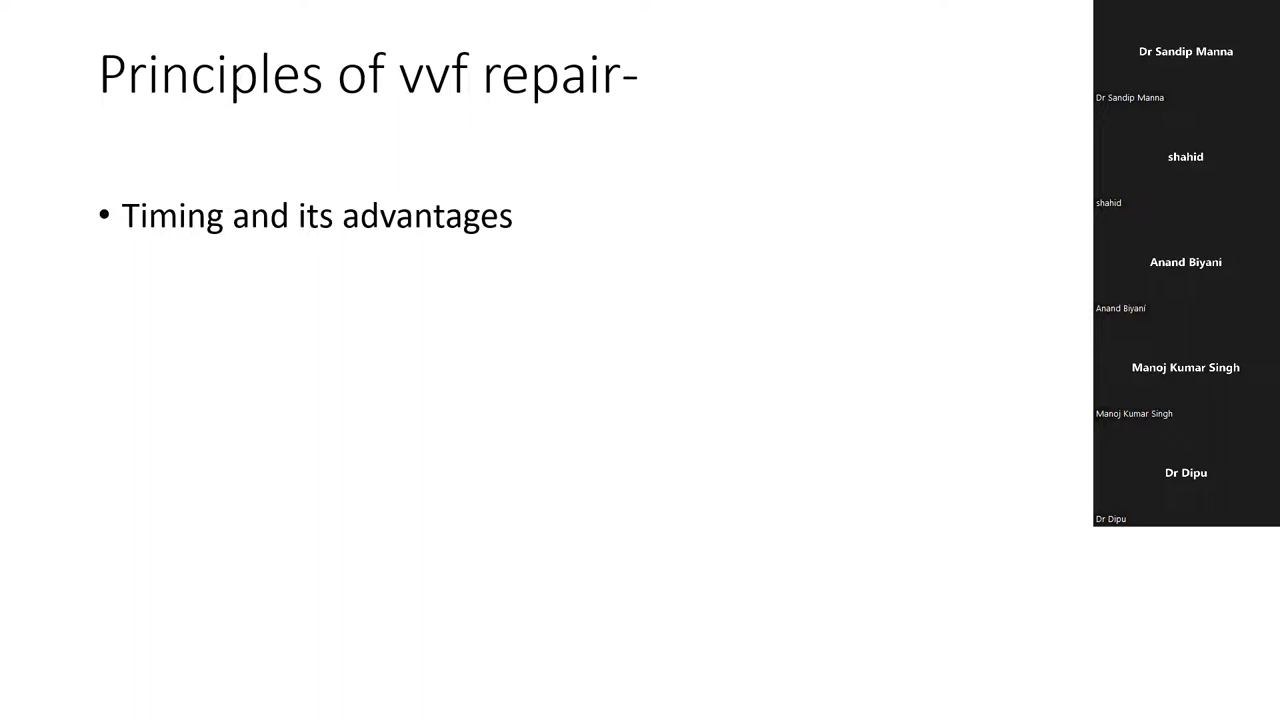 Principles of vvf repair-
• Timing and its advantages
Dr Sandip Manna
Dr Sandip Manna
shahid
shahid
Anand Biyani
Anand Biyani
Manoj Kumar Singh
Manoj Kumar Singh
Dr Dipu
Dr Dipu